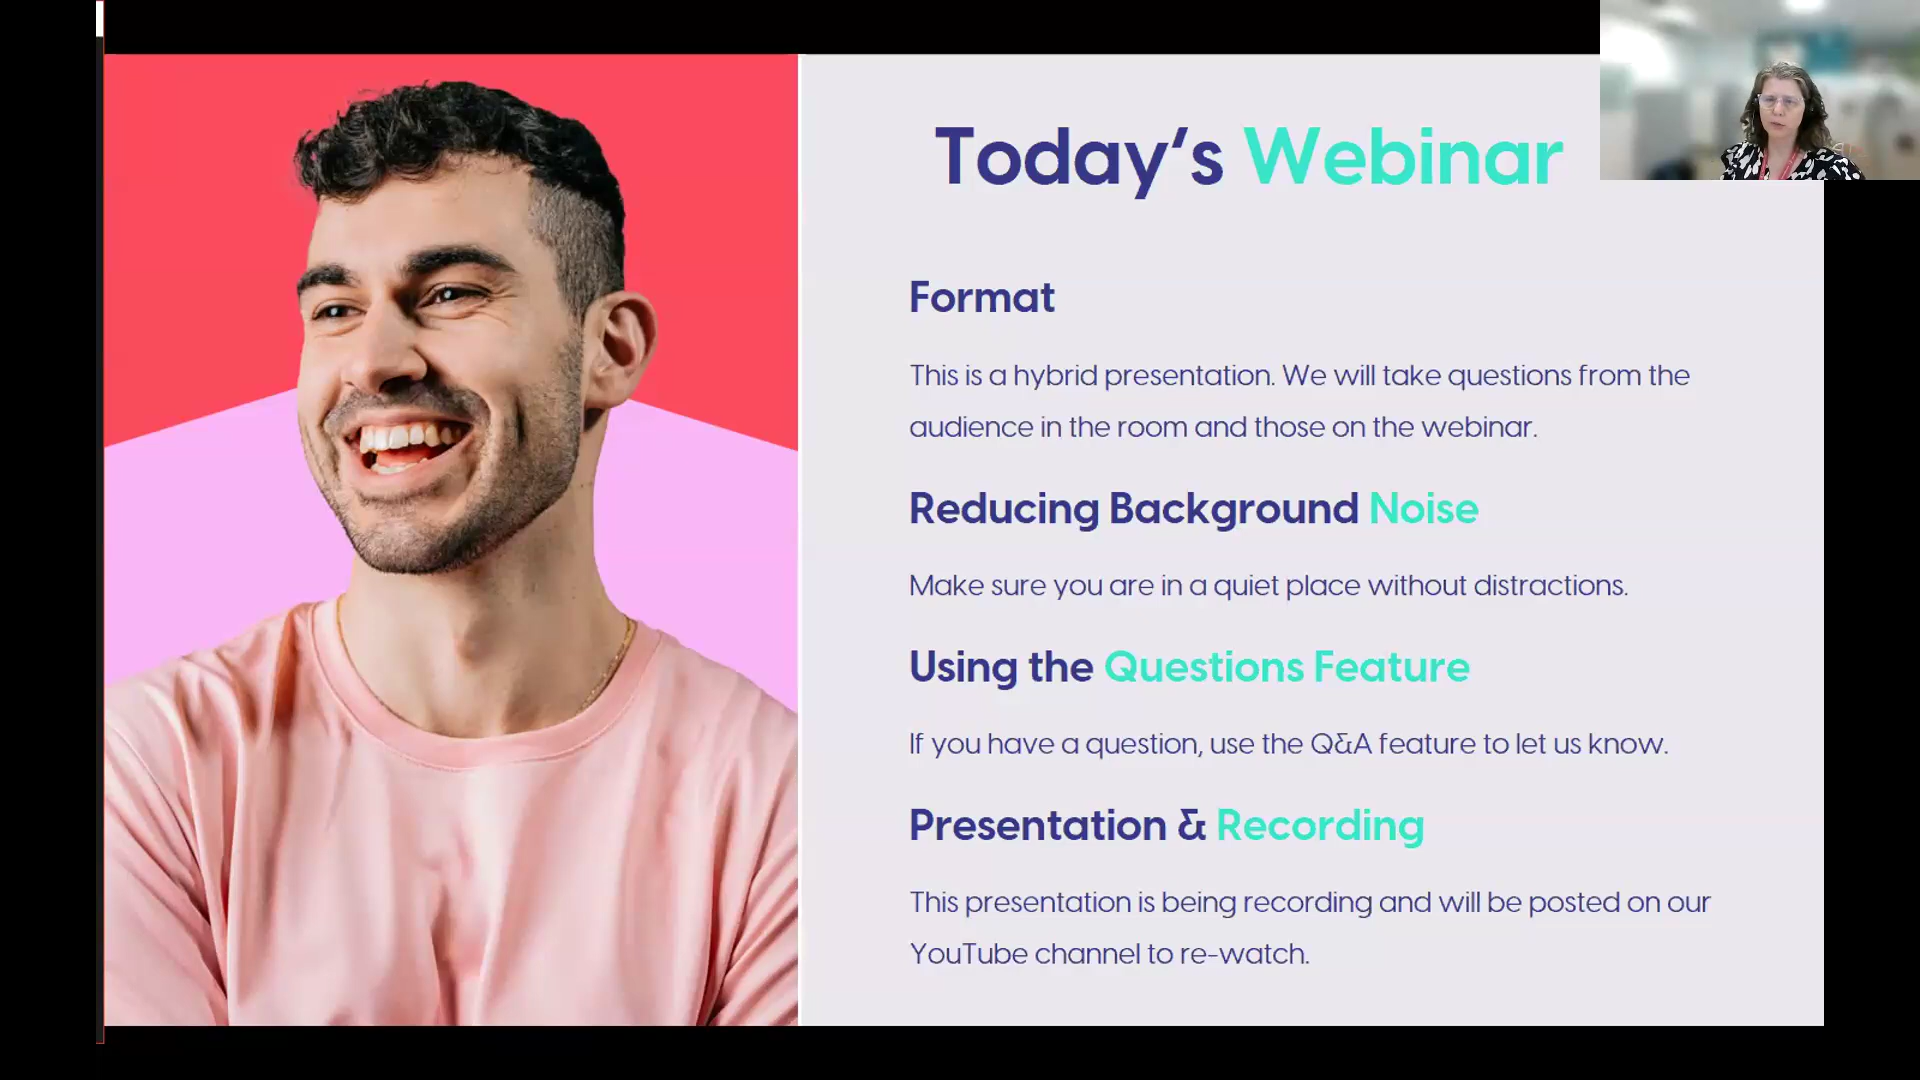 Today's Webinar
Format
This is a hybrid presentation. We will take questions from the
audience in the room and those on the webinar.
Reducing Background Noise
Make sure you are in a quiet place without distractions.
Using the Questions Feature
If you have a question, use the Q&A feature to let us know.
Presentation & Recording
This presentation is being recording and will be posted on our
YouTube channel to re-watch.